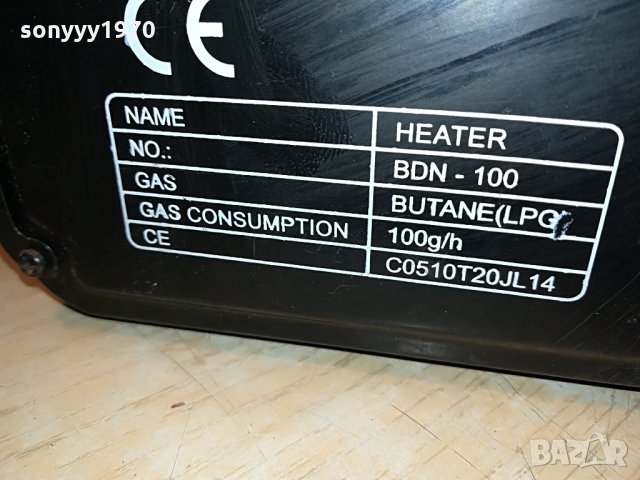 sonyyy1970
CE
NAME HEATER
NO.: BDN - 100
GAS BUTANE(LPG)
GAS CONSUMPTION 100g/h
CE C0510T20JL14
BAZAR